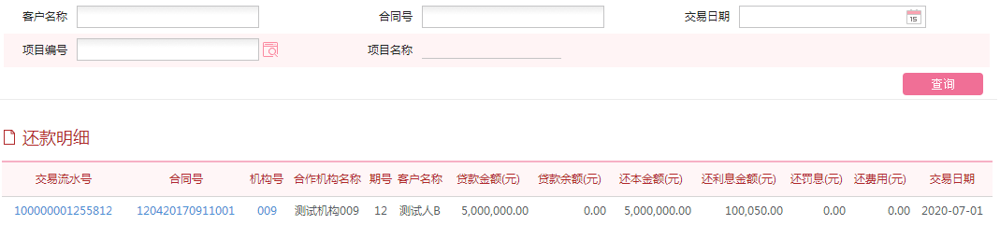 客户名称 合同号 交易日期 15
项目编号 项目名称
查询
还款明细
交易流水号 合同号 机构号 合作机构名称 期号 客户名称 贷款金额(元) 贷款余额(元) 还本金额(元) 还利息金额(元) 还罚息(元) 还费用(元) 交易日期
100000001255812 120420170911001 009 测试机构009 12 测试人B 5,000,000.00 0.00 5,000,000.00 100,050.00 0.00 0.00 2020-07-01